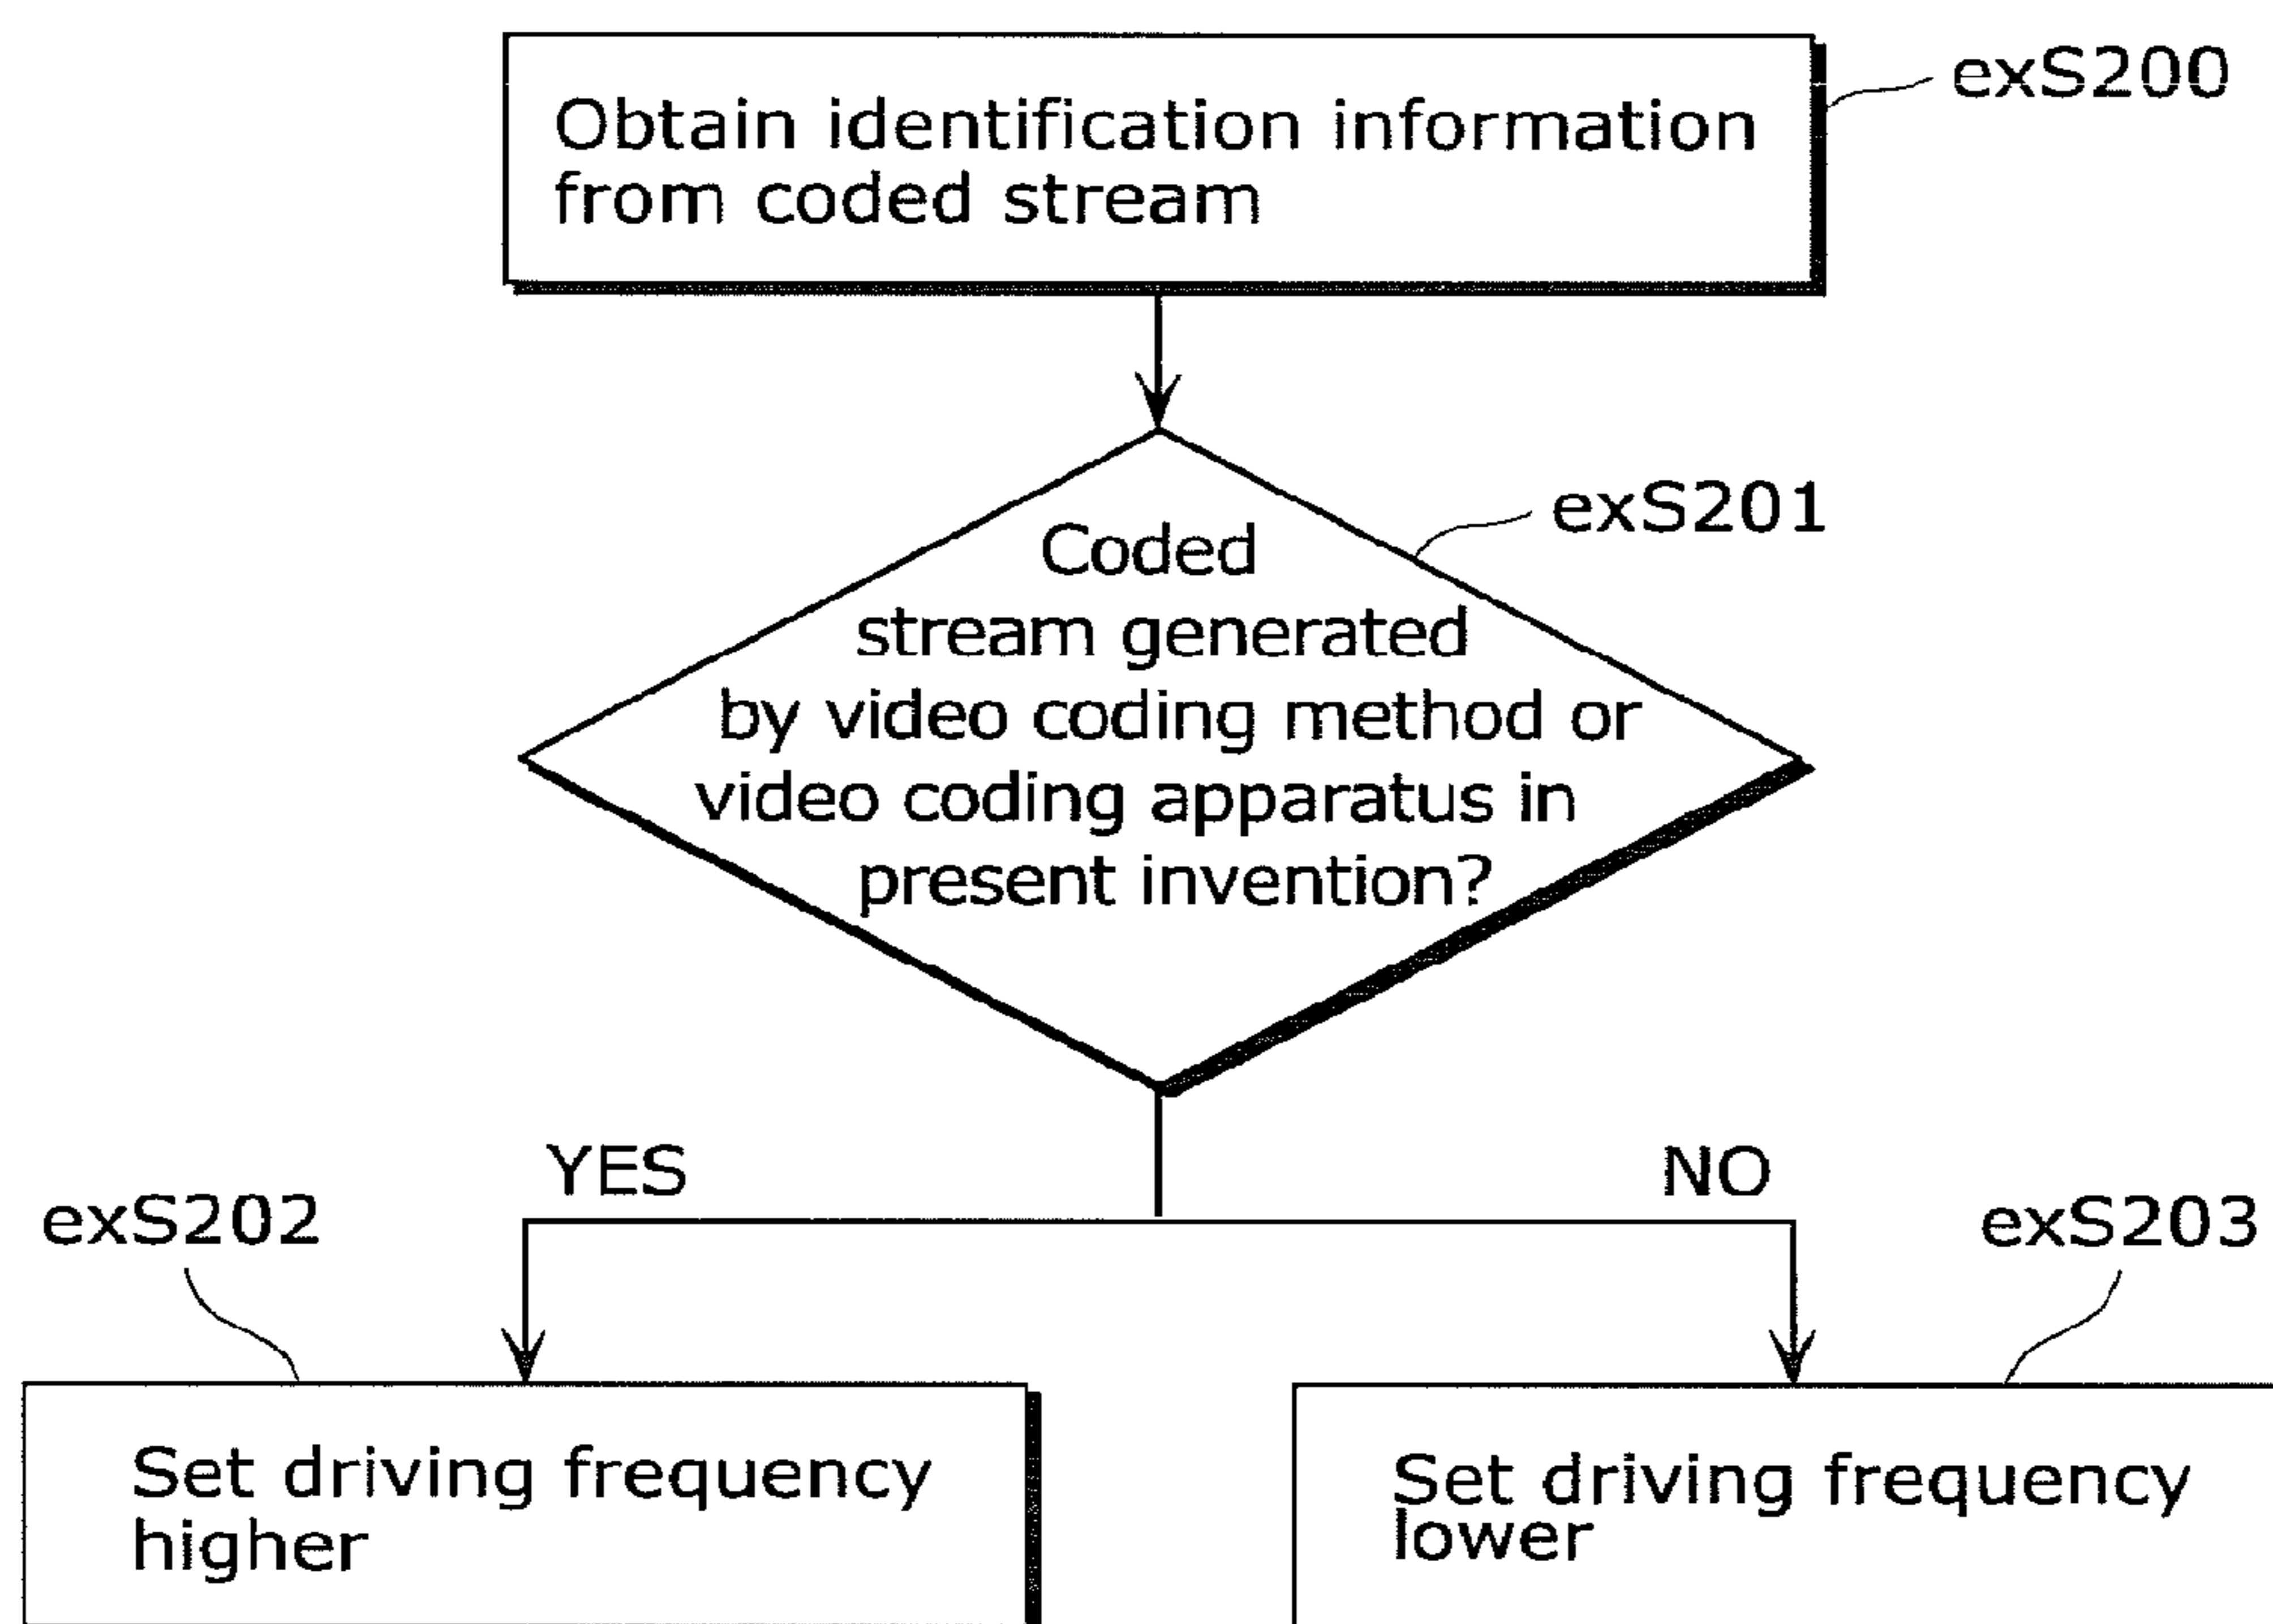 exS200
Obtain identification information
from coded stream
exS201
Coded
stream generated
by video coding method or
video coding apparatus in
present invention?
YES
NO
exS202
exS203
Set driving frequency
higher
Set driving frequency
lower